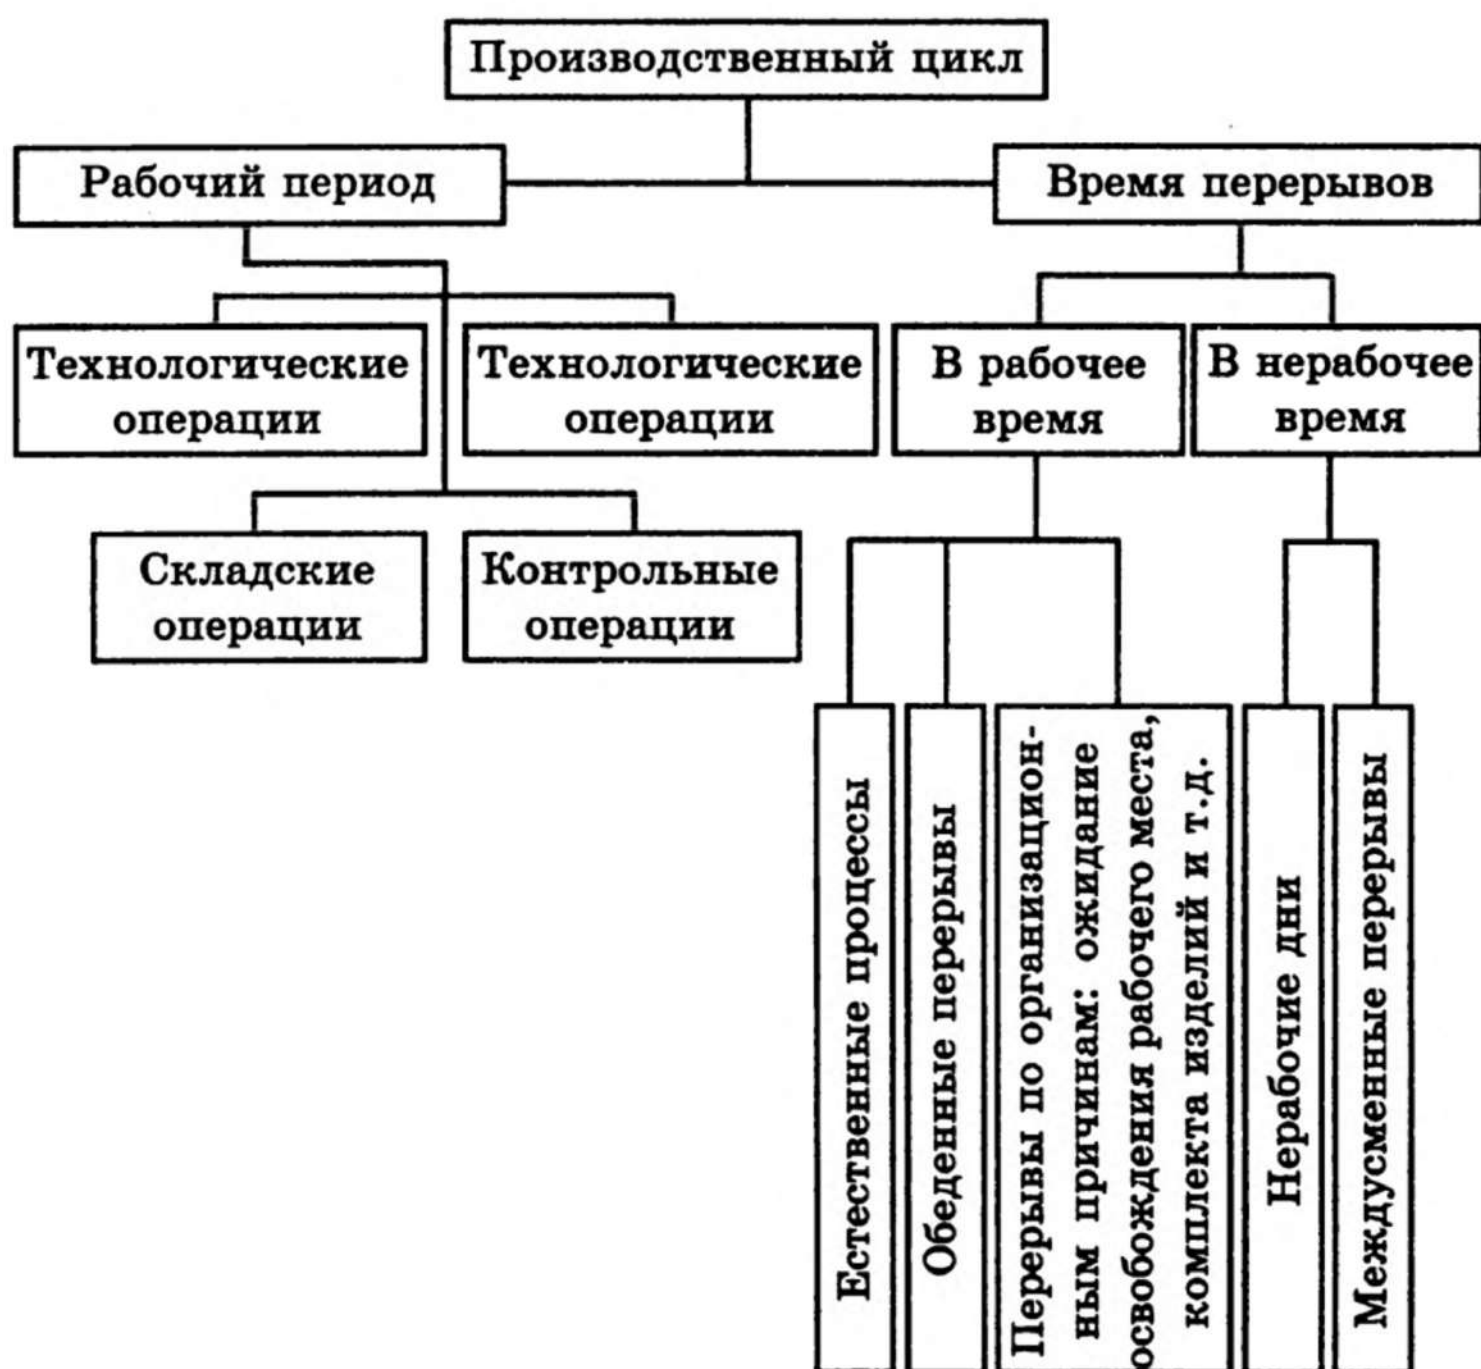 Производственный цикл
Рабочий период
Время перерывов
Технологические
операции
Технологические
операции
В рабочее
время
В нерабочее
время
Складские
операции
Контрольные
операции
Естественные процессы
Обеденные перерывы
Перерывы по организацион-
ным причинам: ожидание
освобождения рабочего места,
комплекта изделий и т.д.
Нерабочие дни
Междусменные перерывы